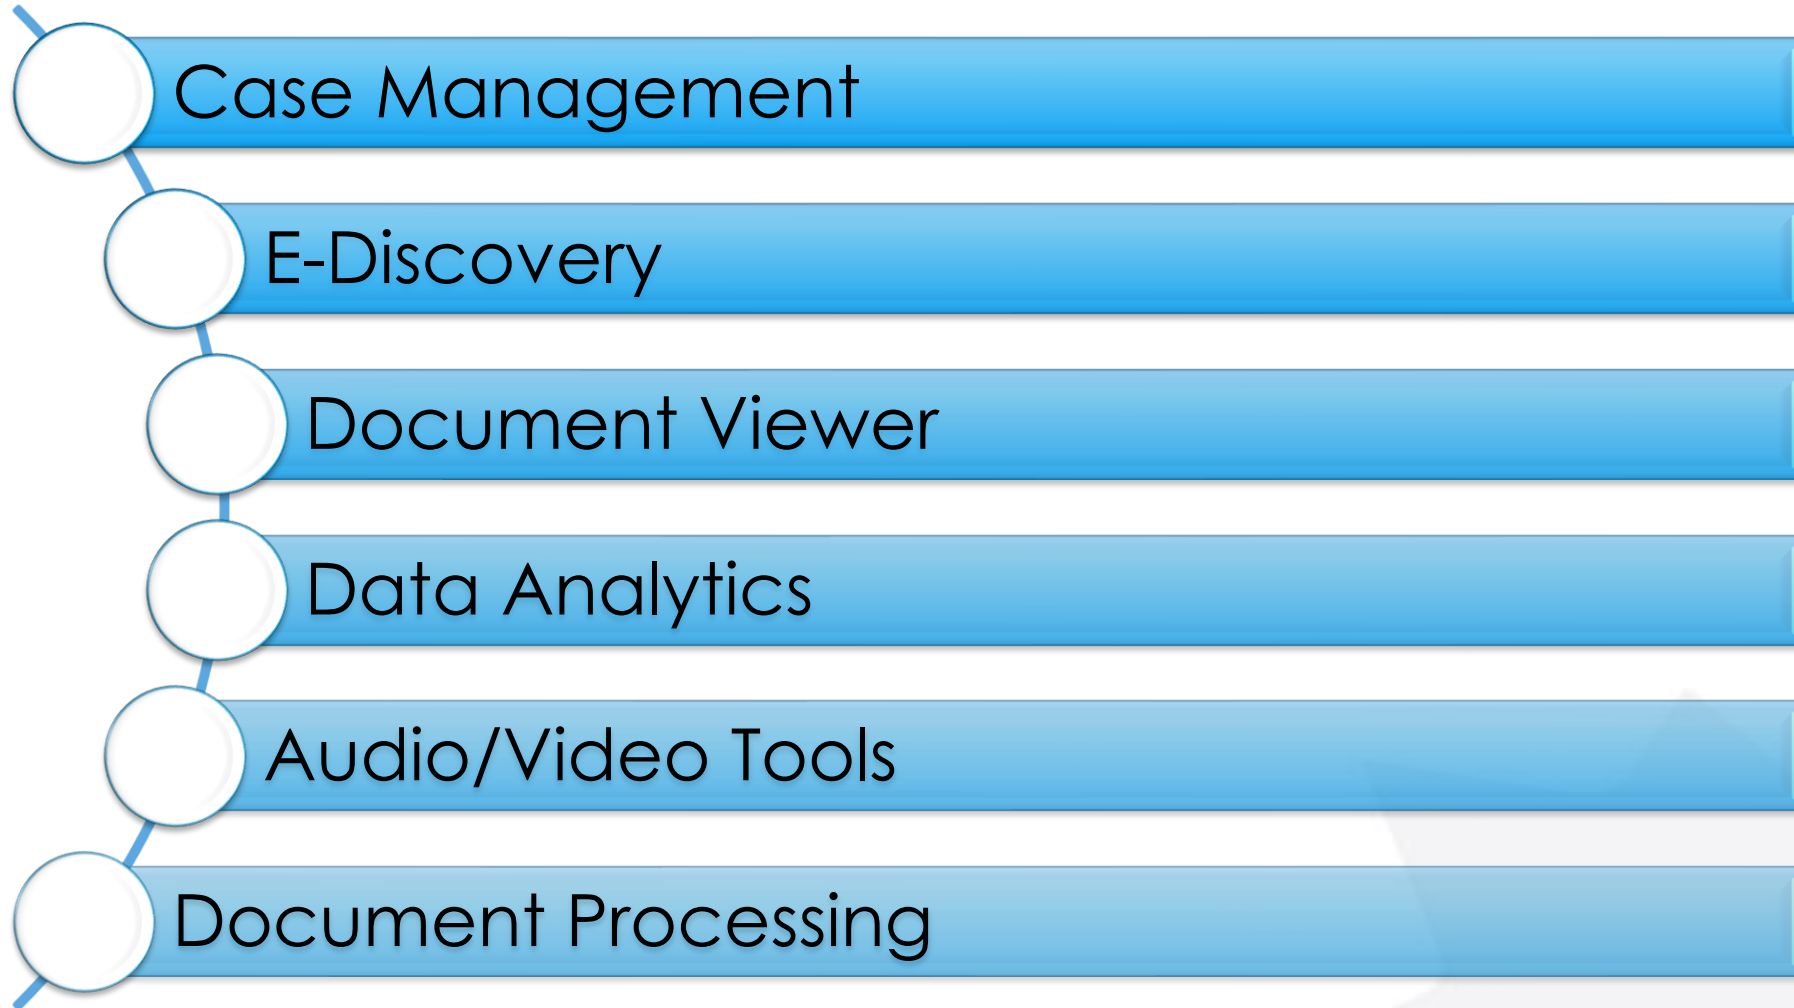 Case Management
E-Discovery
Document Viewer
Data Analytics
Audio/Video Tools
Document Processing